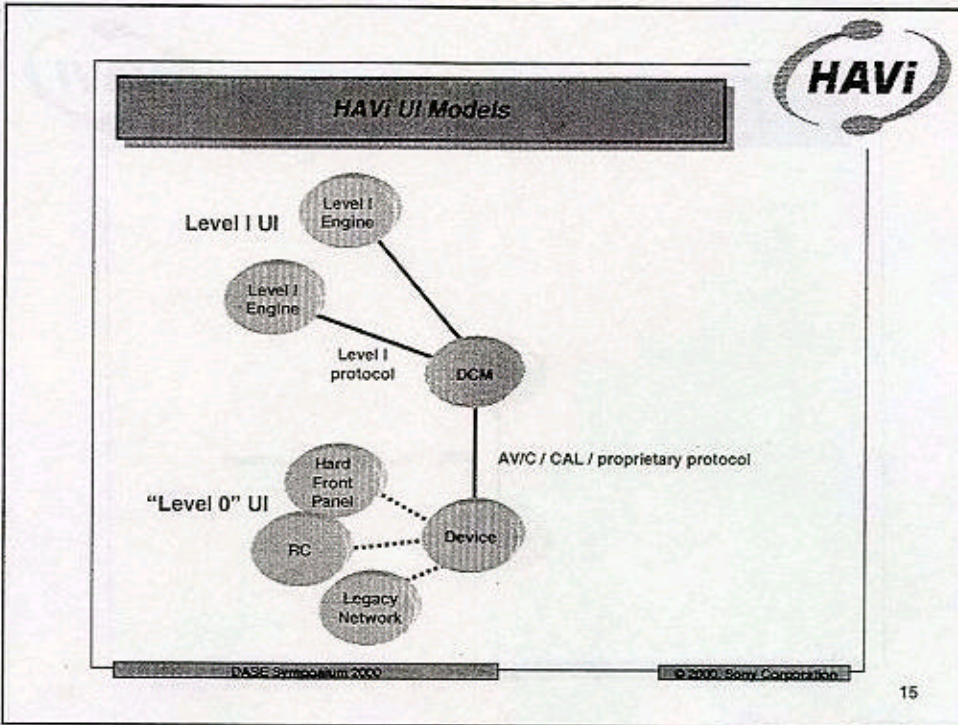 HAVi
HAVi UI Models
Level I UI
Level I
Engine
Level I
Engine
Level I
protocol
DCM
AV/C / CAL / proprietary protocol
"Level 0" UI
Hard
Front
Panel
RC
Device
Legacy
Network
DASE Symposium 2000
© 2000, Sony Corporation
15